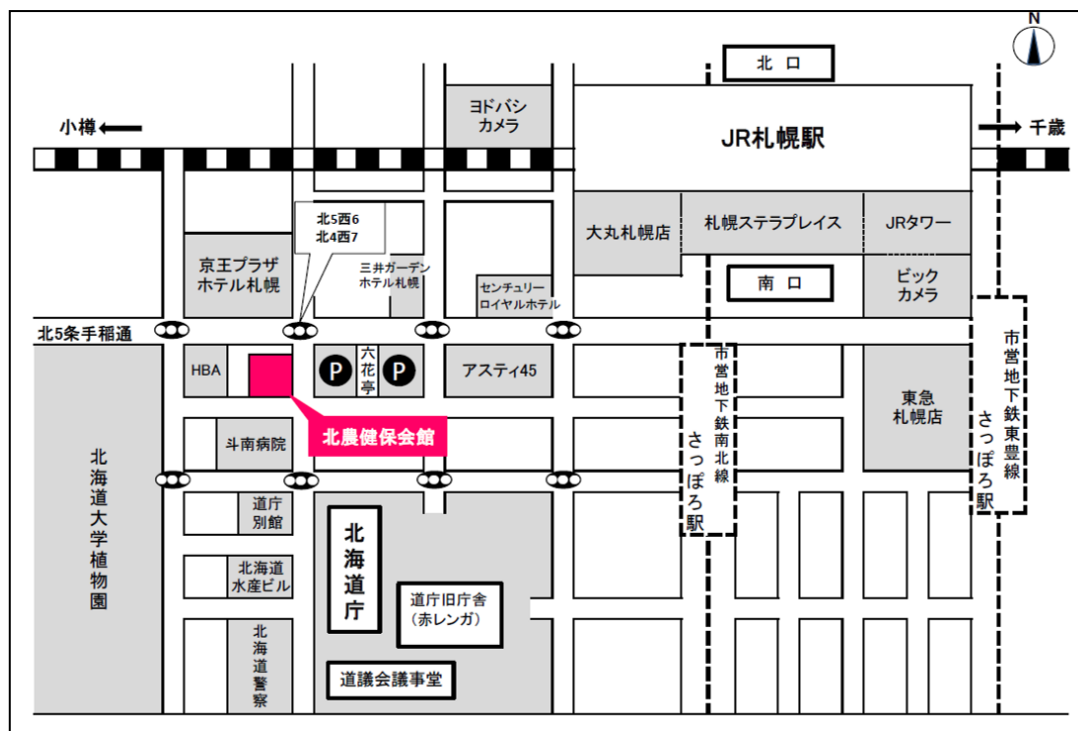 N
北 口
ヨドバシ
カメラ
小樽
JR札幌駅
千歳
北5西6
北4西7
大丸札幌店
札幌ステラプレイス
JRタワー
京王プラザ
ホテル札幌
三井ガーデン
ホテル札幌
センチュリー
ロイヤルホテル
南 口
ビック
カメラ
北5条手稲通
HBA
P
六花亭
P
アスティ45
市営地下鉄南北線
さっぽろ駅
東急
札幌店
市営地下鉄東豊線
さっぽろ駅
北農健保会館
斗南病院
北海道大学植物園
道庁
別館
北海道庁
北海道
水産ビル
道庁旧庁舎
(赤レンガ)
北海道警察
道議会議事堂